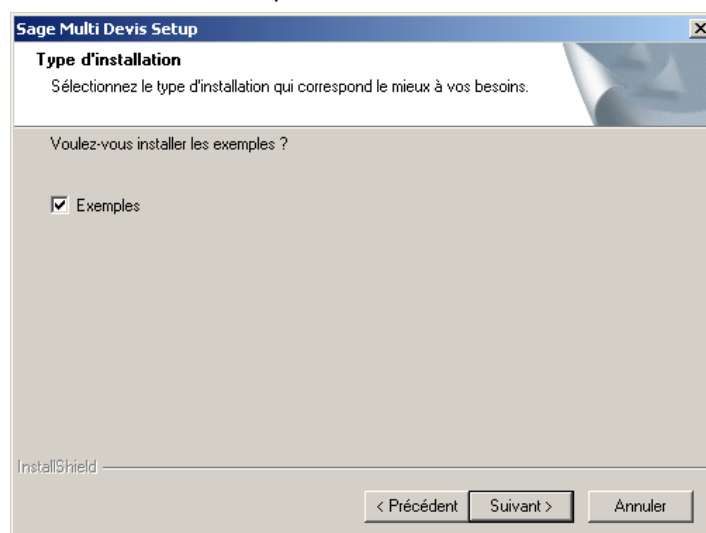 Sage Multi Devis Setup
Type d'installation
Sélectionnez le type d'installation qui correspond le mieux à vos besoins.
Voulez-vous installer les exemples ?
Exemples
InstallShield
< Précédent
Suivant >
Annuler